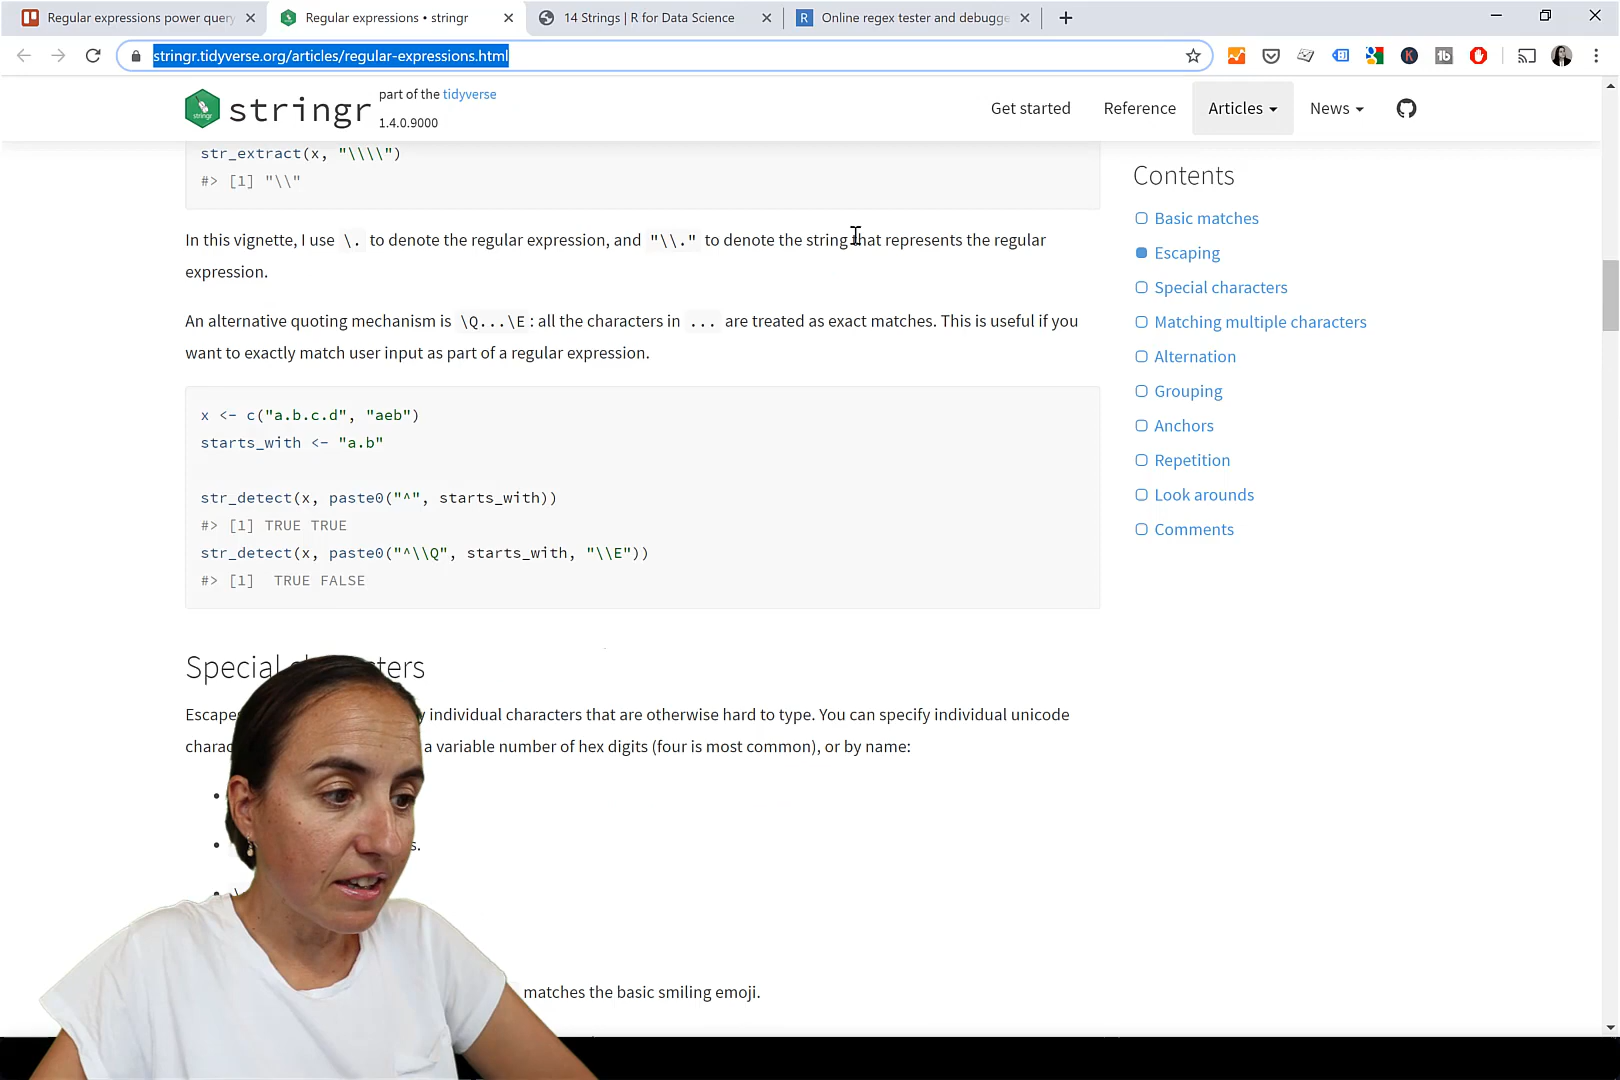 Regular expressions power query
Regular expressions • stringr
14 Strings | R for Data Science
Online regex tester and debugge
stringr.tidyverse.org/articles/regular-expressions.html
stringr
part of the tidyverse
1.4.0.9000
Get started
Reference
Articles
News
str_extract(x, "\\\\")
#> [1] "\\"
In this vignette, I use \. to denote the regular expression, and "\\." to denote the string that represents the regular
expression.
An alternative quoting mechanism is \Q...\E: all the characters in ... are treated as exact matches. This is useful if you
want to exactly match user input as part of a regular expression.
x <- c("a.b.c.d", "aeb")
starts_with <- "a.b"
str_detect(x, paste0("^", starts_with))
#> [1] TRUE TRUE
str_detect(x, paste0("^\\Q", starts_with, "\\E"))
#> [1]  TRUE FALSE
Special
individual characters that are otherwise hard to type. You can specify individual unicode
a variable number of hex digits (four is most common), or by name:
matches the basic smiling emoji.
Contents
Basic matches
Escaping
Special characters
Matching multiple characters
Alternation
Grouping
Anchors
Repetition
Look arounds
Comments